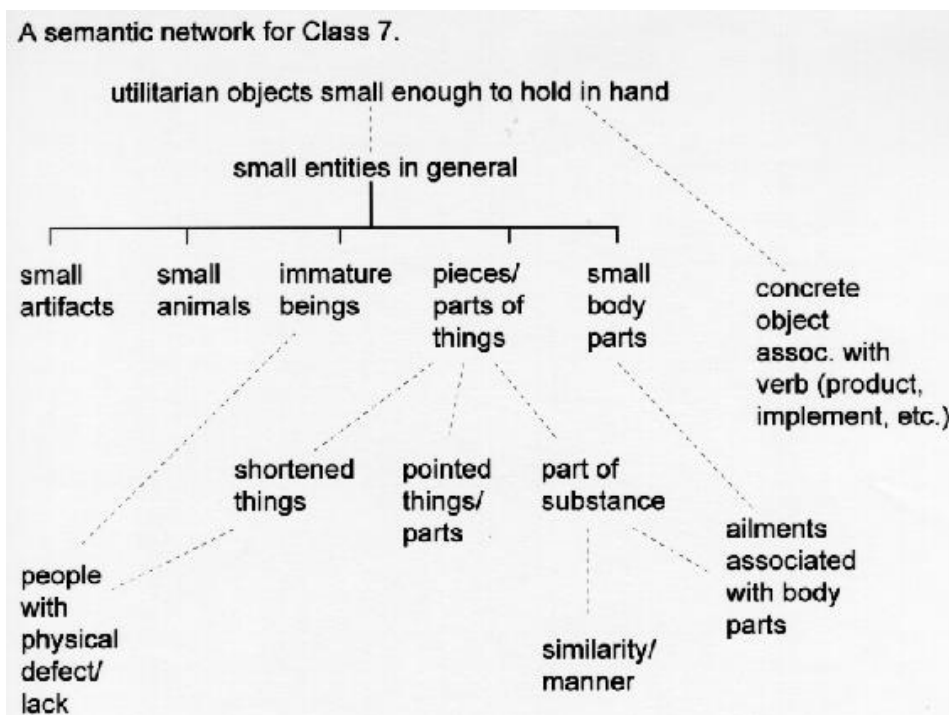 A semantic network for Class 7.
utilitarian objects small enough to hold in hand
small entities in general
small
artifacts
small
animals
immature
beings
pieces/
parts of
things
small
body
parts
concrete
object
assoc. with
verb (product,
implement, etc.)
shortened
things
pointed
things/
parts
part of
substance
ailments
associated
with body
parts
people
with
physical
defect/
lack
similarity/
manner